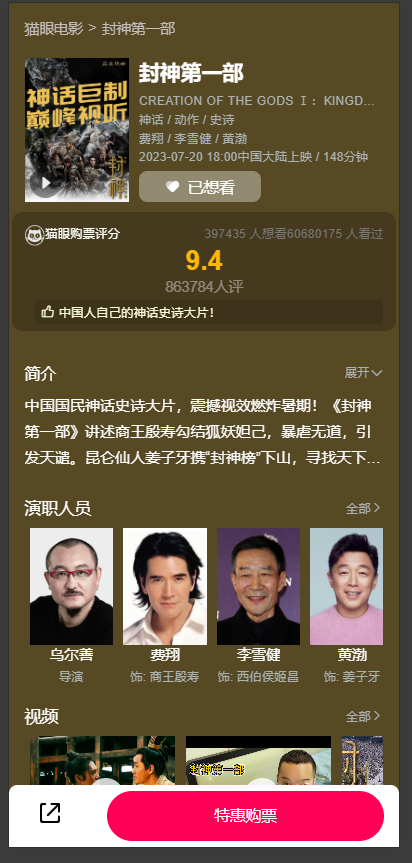 猫眼电影 > 封神第一部
神话巨制
巅峰视听
封神
封神第一部
CREATION OF THE GODS Ⅰ：KINGD...
神话 / 动作 / 史诗
费翔 / 李雪健 / 黄渤
2023-07-20 18:00中国大陆上映 / 148分钟
已想看
猫眼购票评分
397435 人想看60680175 人看过
9.4
863784人评
中国人自己的神话史诗大片！
简介
展开
中国国民神话史诗大片，震撼视效燃炸暑期！《封神
第一部》讲述商王殷寿勾结狐妖妲己，暴虐无道，引
发天谴。昆仑仙人姜子牙携“封神榜”下山，寻找天下...
演职人员
全部
乌尔善
费翔
李雪健
黄渤
导演
饰: 商王殷寿
饰: 西伯侯姬昌
饰: 姜子牙
视频
全部
封神第一部
特惠购票